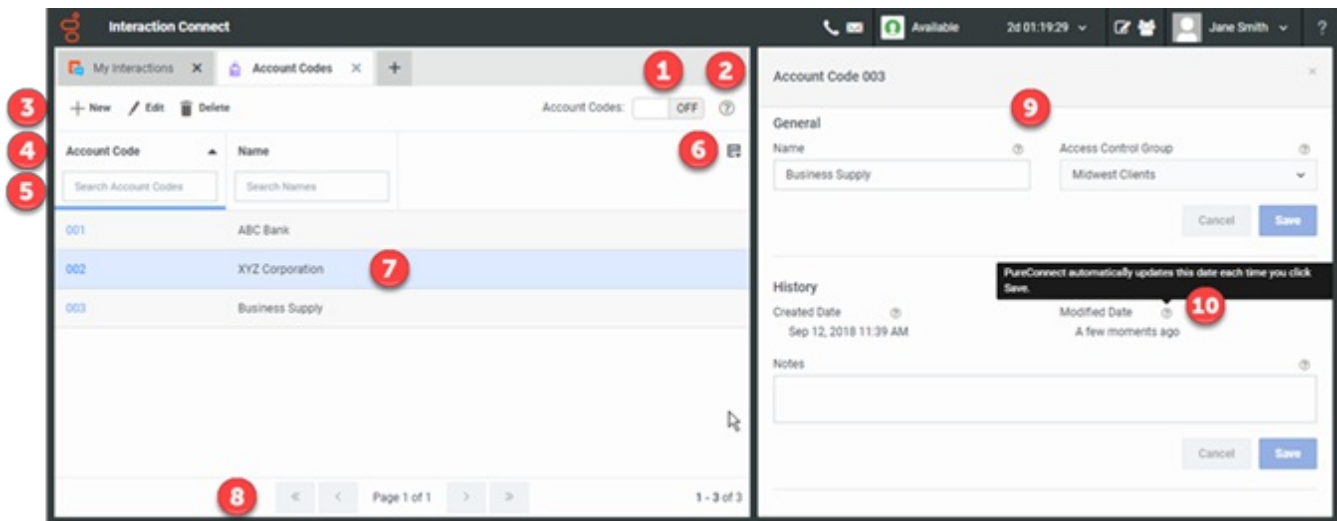 Interaction Connect
Available
2d 01:19:29
Jane Smith
?
My Interactions X
Account Codes X +
1
2
3
+ New Edit Delete
Account Codes: OFF ?
4
Account Code Name
6
5
Search Account Codes Search Names
001 ABC Bank
002 XYZ Corporation
7
003 Business Supply
8
« < Page 1 of 1 > »
1 - 3 of 3
Account Code 003 ×
9
General
Name ? Access Control Group ?
Business Supply Midwest Clients
Cancel Save
PureConnect automatically updates this date each time you click
Save.
History
Created Date ? Modified Date ?
10
Sep 12, 2018 11:39 AM A few moments ago
Notes ?
Cancel Save